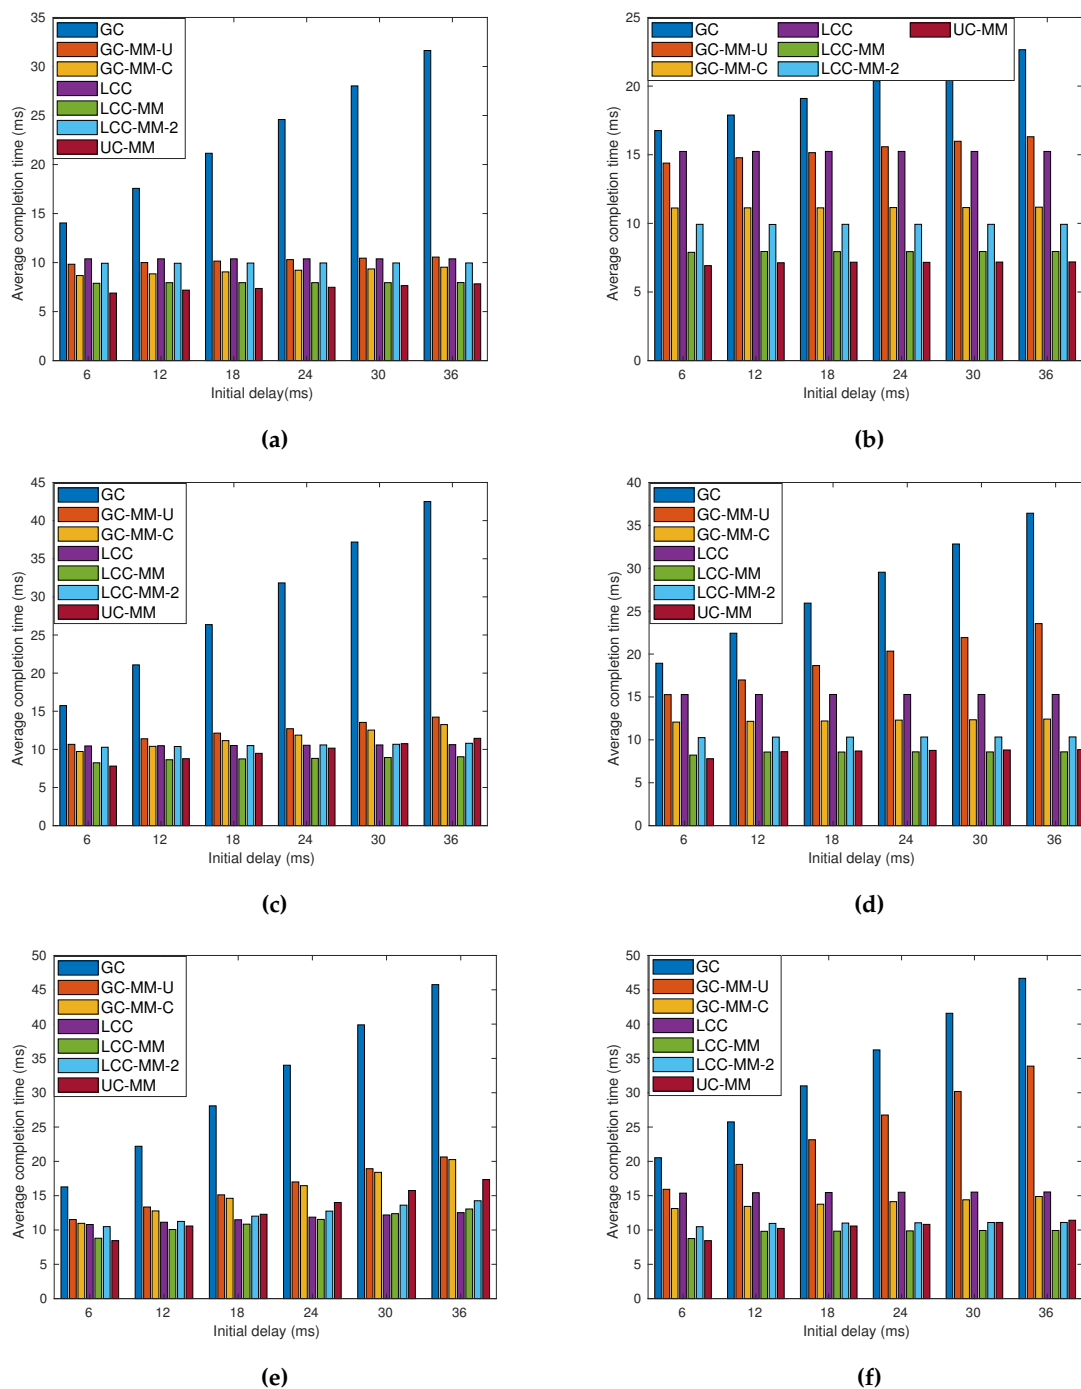 35
30
25
20
15
10
5
0
Average completion time (ms)
GC
GC-MM-U
GC-MM-C
LCC
LCC-MM
LCC-MM-2
UC-MM
6 12 18 24 30 36
Initial delay(ms)
(a)
25
20
15
10
5
0
Average completion time (ms)
GC LCC UC-MM
GC-MM-U LCC-MM
GC-MM-C LCC-MM-2
6 12 18 24 30 36
Initial delay (ms)
(b)
45
40
35
30
25
20
15
10
5
0
Average completion time (ms)
GC
GC-MM-U
GC-MM-C
LCC
LCC-MM
LCC-MM-2
UC-MM
6 12 18 24 30 36
Initial delay (ms)
(c)
40
35
30
25
20
15
10
5
0
Average completion time (ms)
GC
GC-MM-U
GC-MM-C
LCC
LCC-MM
LCC-MM-2
UC-MM
6 12 18 24 30 36
Initial delay (ms)
(d)
50
45
40
35
30
25
20
15
10
5
0
Average completion time (ms)
GC
GC-MM-U
GC-MM-C
LCC
LCC-MM
LCC-MM-2
UC-MM
6 12 18 24 30 36
Initial delay (ms)
(e)
50
45
40
35
30
25
20
15
10
5
0
Average completion time (ms)
GC
GC-MM-U
GC-MM-C
LCC
LCC-MM
LCC-MM-2
UC-MM
6 12 18 24 30 36
Initial delay (ms)
(f)